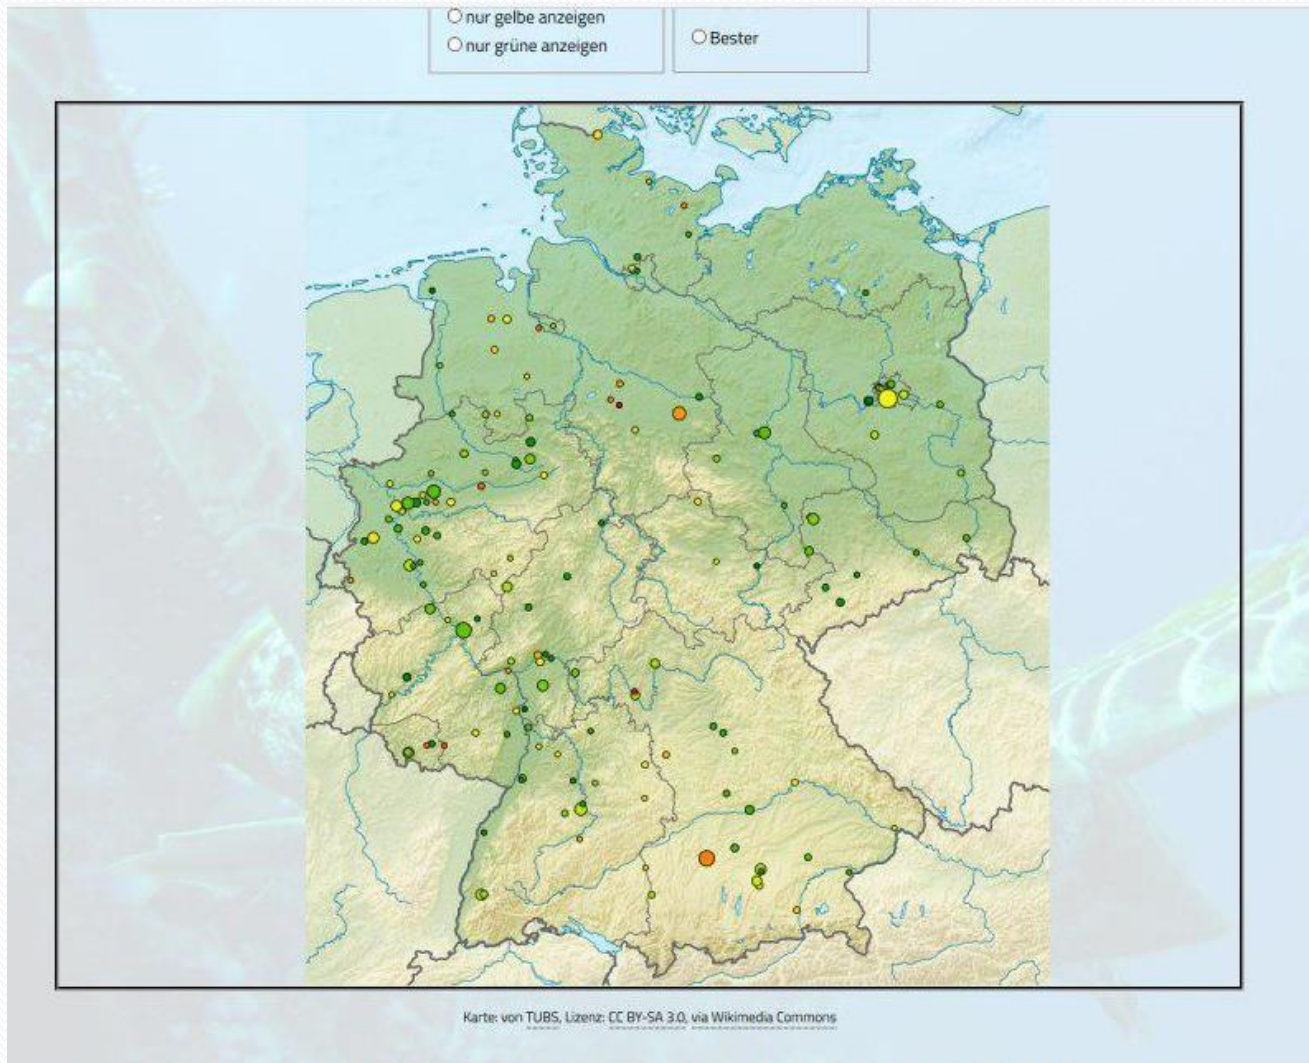 nur gelbe anzeigen
nur grüne anzeigen
Bester
Karte: von TUBS, Lizenz: CC BY-SA 3.0, via Wikimedia Commons